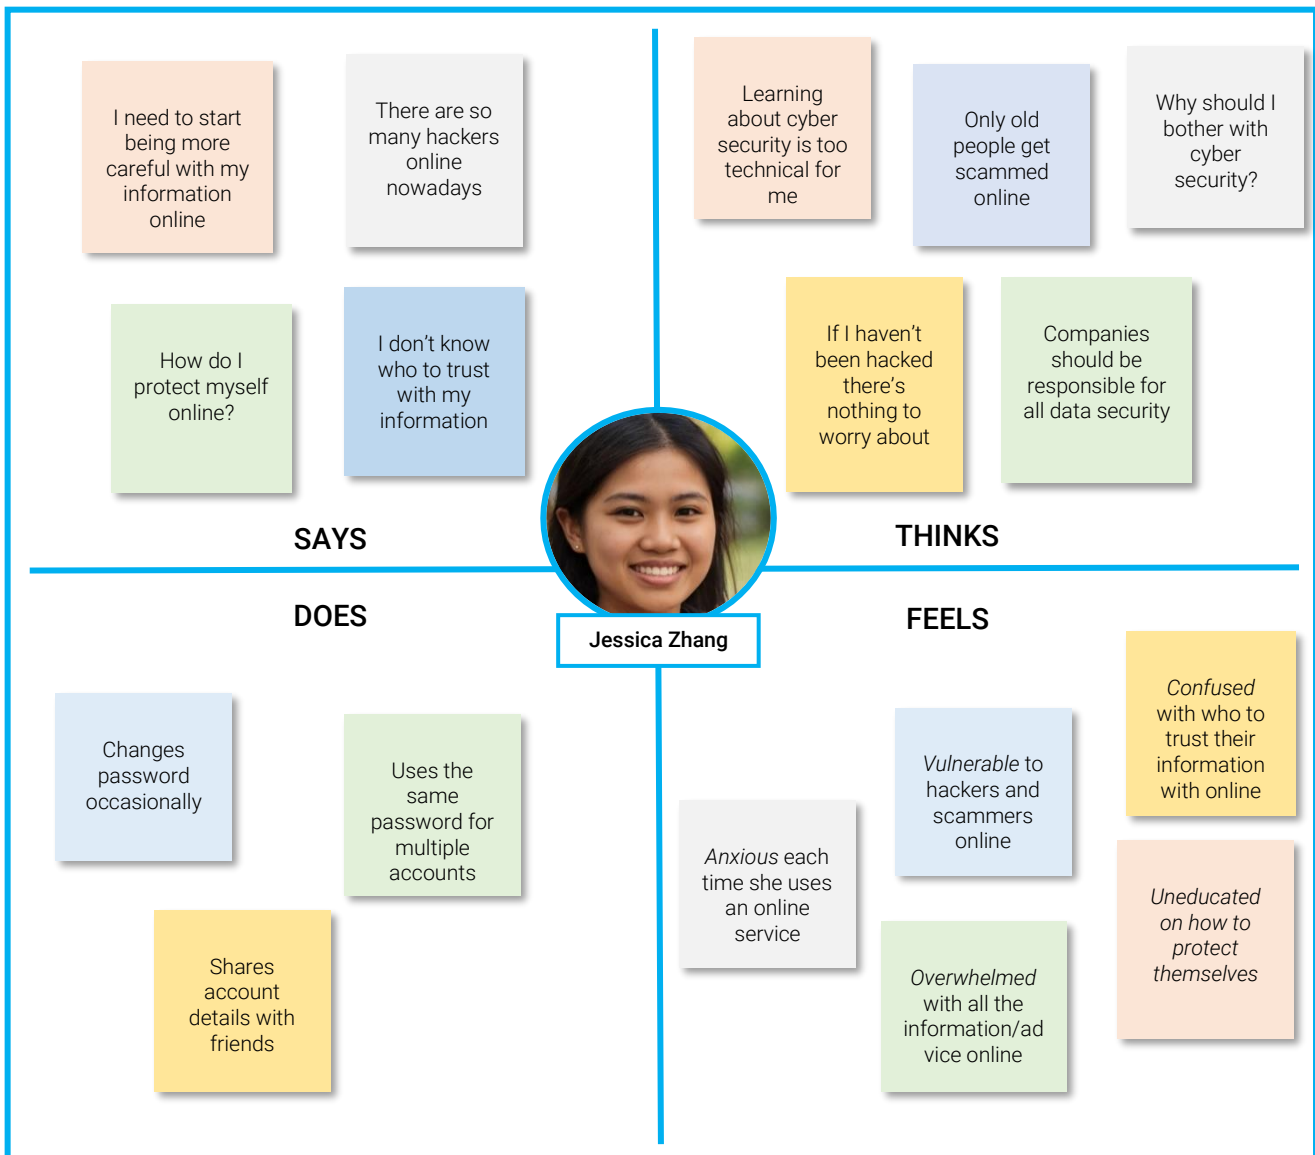 I need to start
being more
careful with my
information
online
There are so
many hackers
online
nowadays
How do I
protect myself
online?
I don’t know
who to trust
with my
information
SAYS
Learning
about cyber
security is too
technical for
me
Only old
people get
scammed
online
Why should I
bother with
cyber
security?
If I haven’t
been hacked
there’s
nothing to
worry about
Companies
should be
responsible for
all data security
THINKS
Jessica Zhang
DOES
Changes
password
occasionally
Uses the
same
password for
multiple
accounts
Shares
account
details with
friends
FEELS
Confused
with who to
trust their
information
with online
Vulnerable to
hackers and
scammers
online
Anxious each
time she uses
an online
service
Uneducated
on how to
protect
themselves
Overwhelmed
with all the
information/ad
vice online